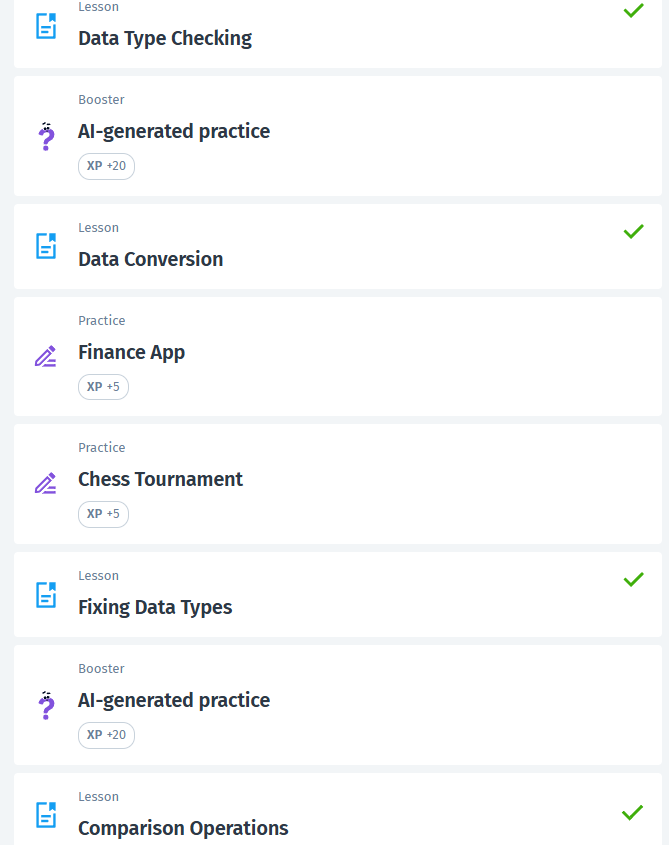 Lesson
Data Type Checking
Booster
AI-generated practice
XP +20
Lesson
Data Conversion
Practice
Finance App
XP +5
Practice
Chess Tournament
XP +5
Lesson
Fixing Data Types
Booster
AI-generated practice
XP +20
Lesson
Comparison Operations